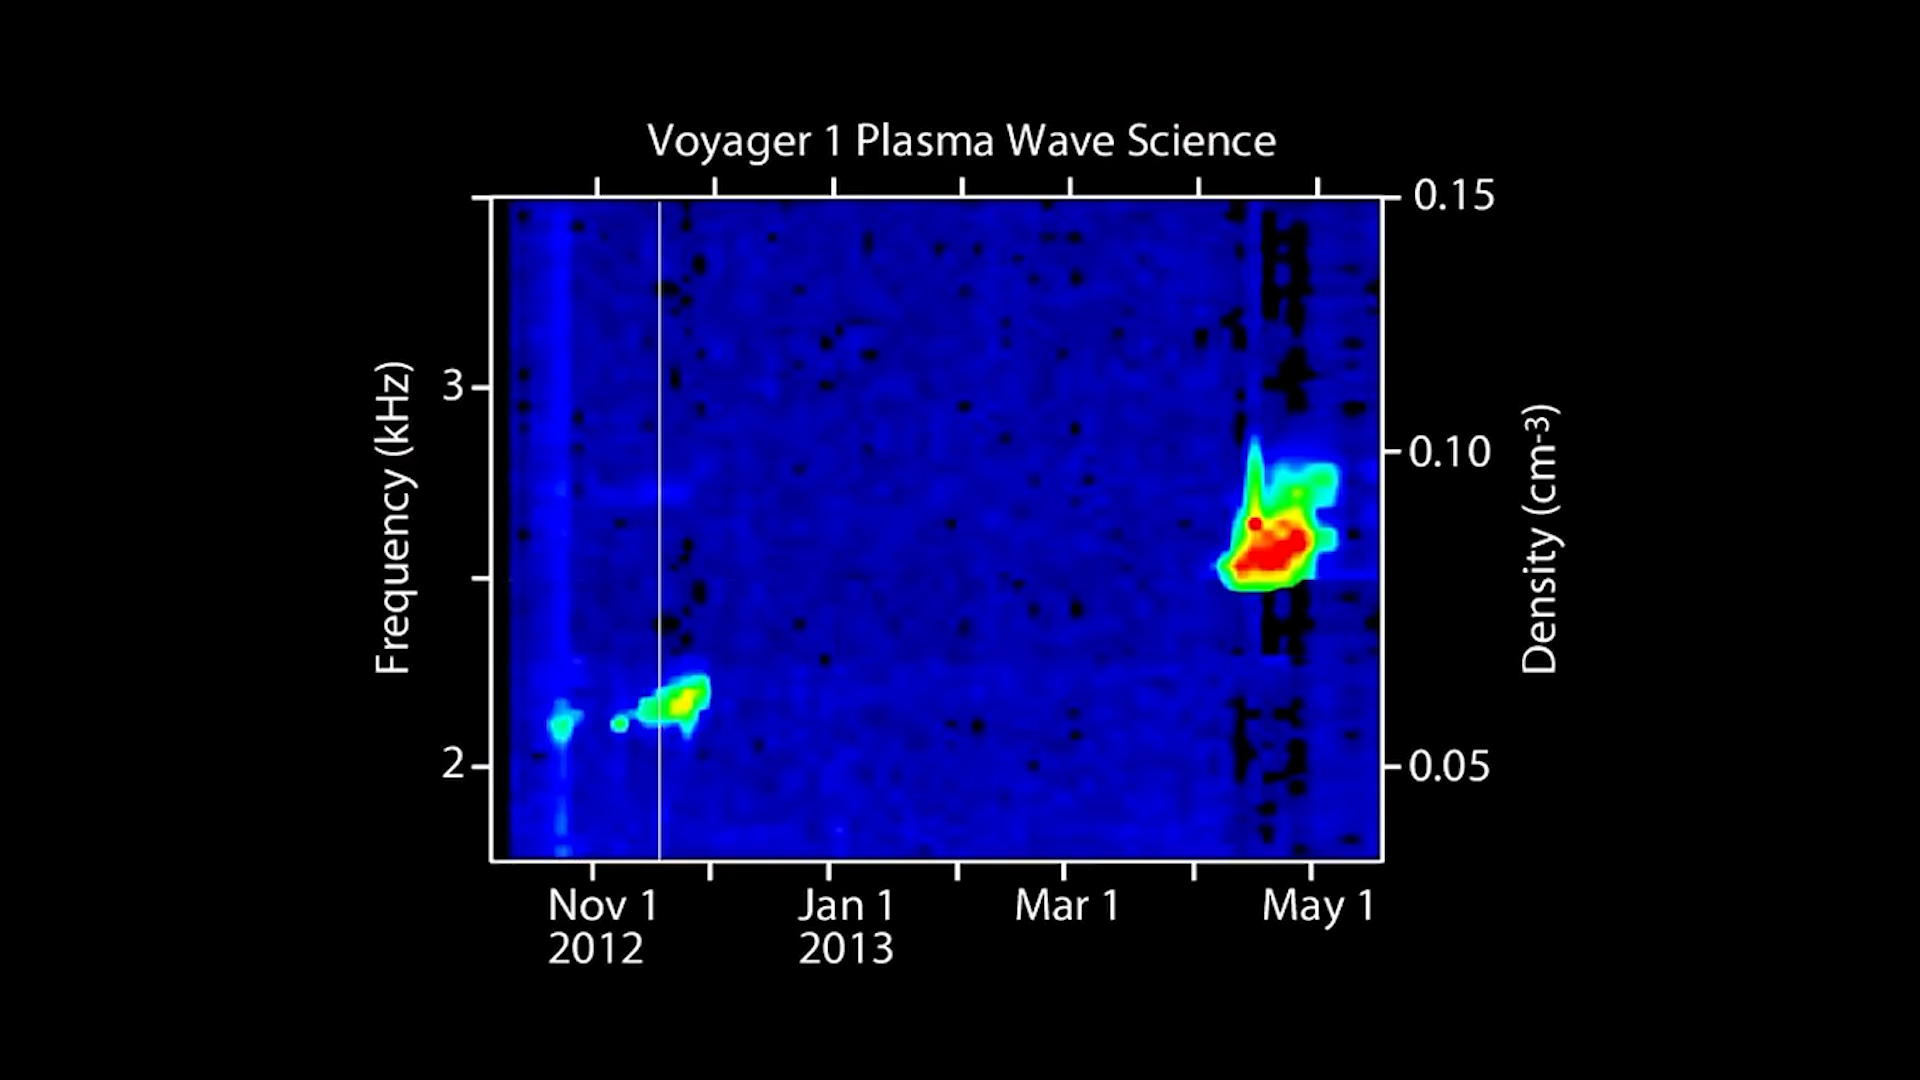 Voyager 1 Plasma Wave Science
0.15
3
0.10
Frequency (kHz)
Density (cm-3)
2
0.05
Nov 1
2012
Jan 1
2013
Mar 1
May 1